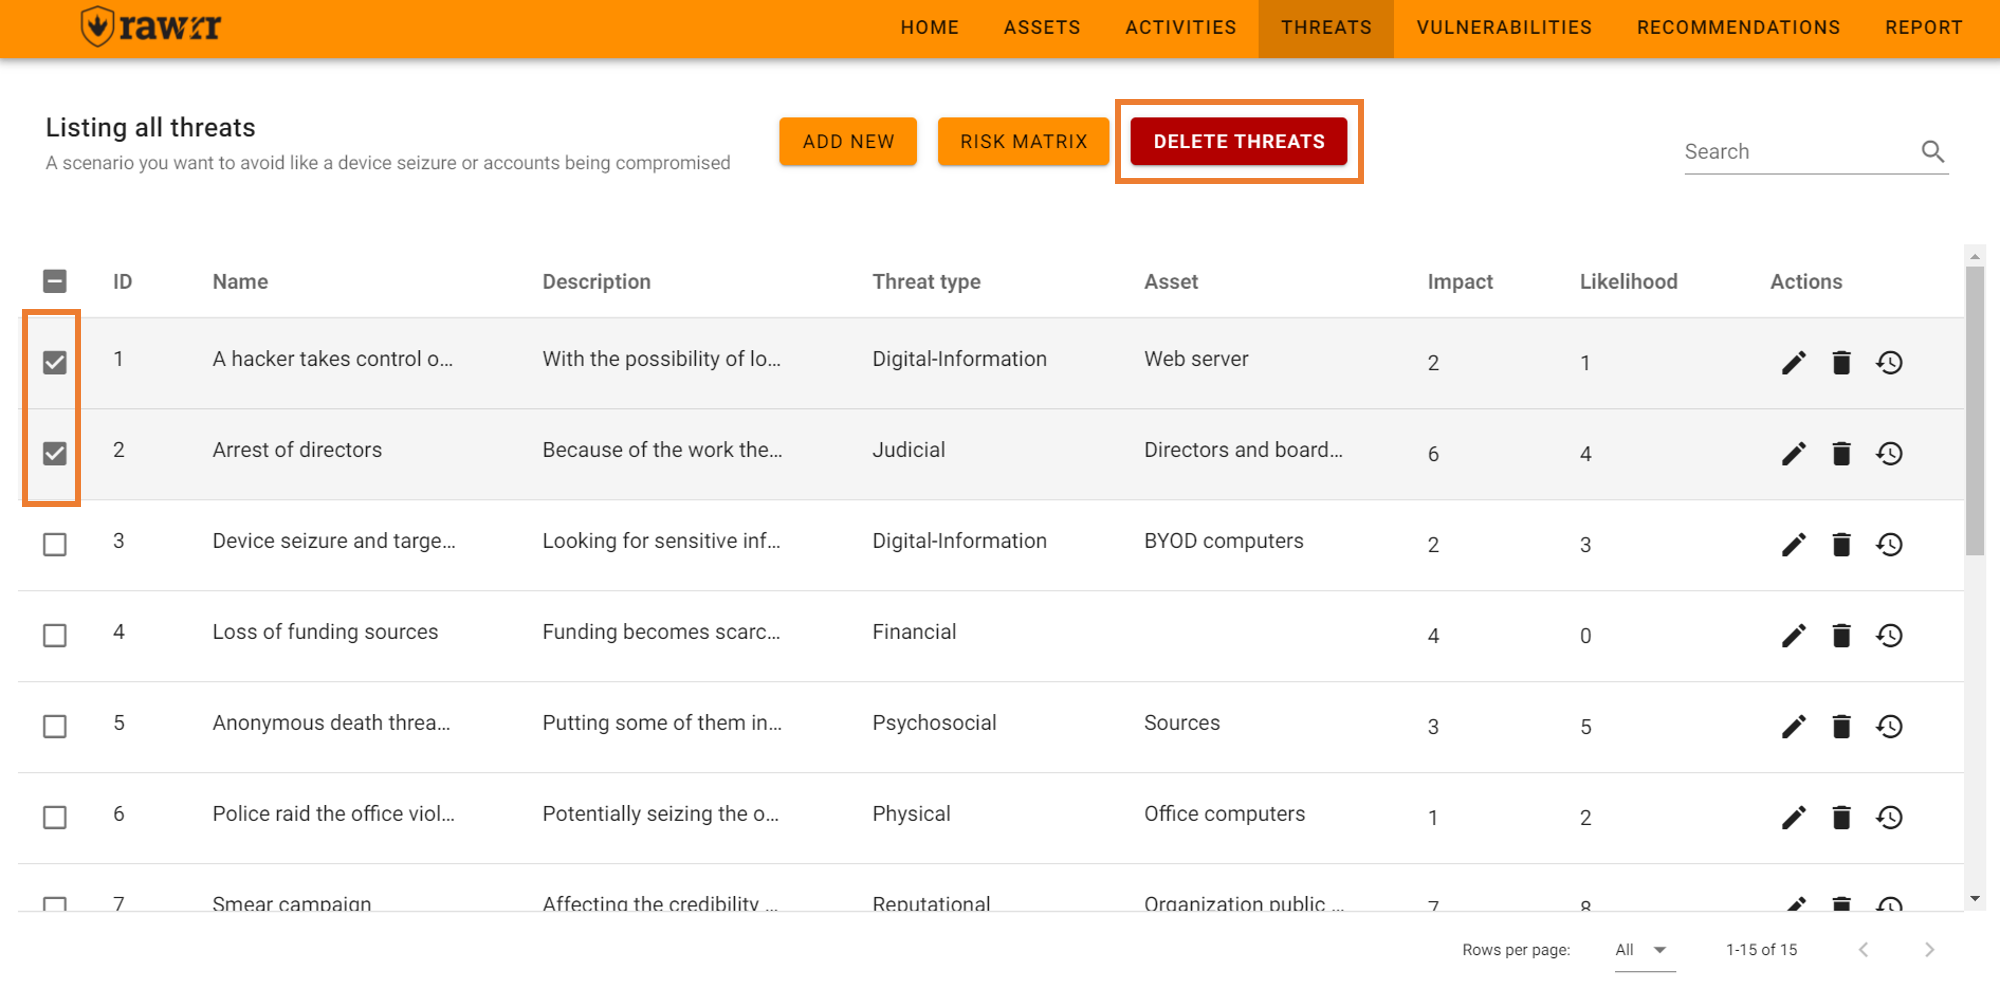 rawrr
HOME ASSETS ACTIVITIES THREATS VULNERABILITIES RECOMMENDATIONS REPORT
Listing all threats
A scenario you want to avoid like a device seizure or accounts being compromised
ADD NEW RISK MATRIX DELETE THREATS
Search
ID Name Description Threat type Asset Impact Likelihood Actions
1 A hacker takes control o... With the possibility of lo... Digital-Information Web server 2 1
2 Arrest of directors Because of the work the... Judicial Directors and board... 6 4
3 Device seizure and targe... Looking for sensitive inf... Digital-Information BYOD computers 2 3
4 Loss of funding sources Funding becomes scarc... Financial 4 0
5 Anonymous death threa... Putting some of them in... Psychosocial Sources 3 5
6 Police raid the office viol... Potentially seizing the o... Physical Office computers 1 2
7 Smear campaign Affecting the credibility ... Reputational Organization public ... 7 8
Rows per page: All 1-15 of 15